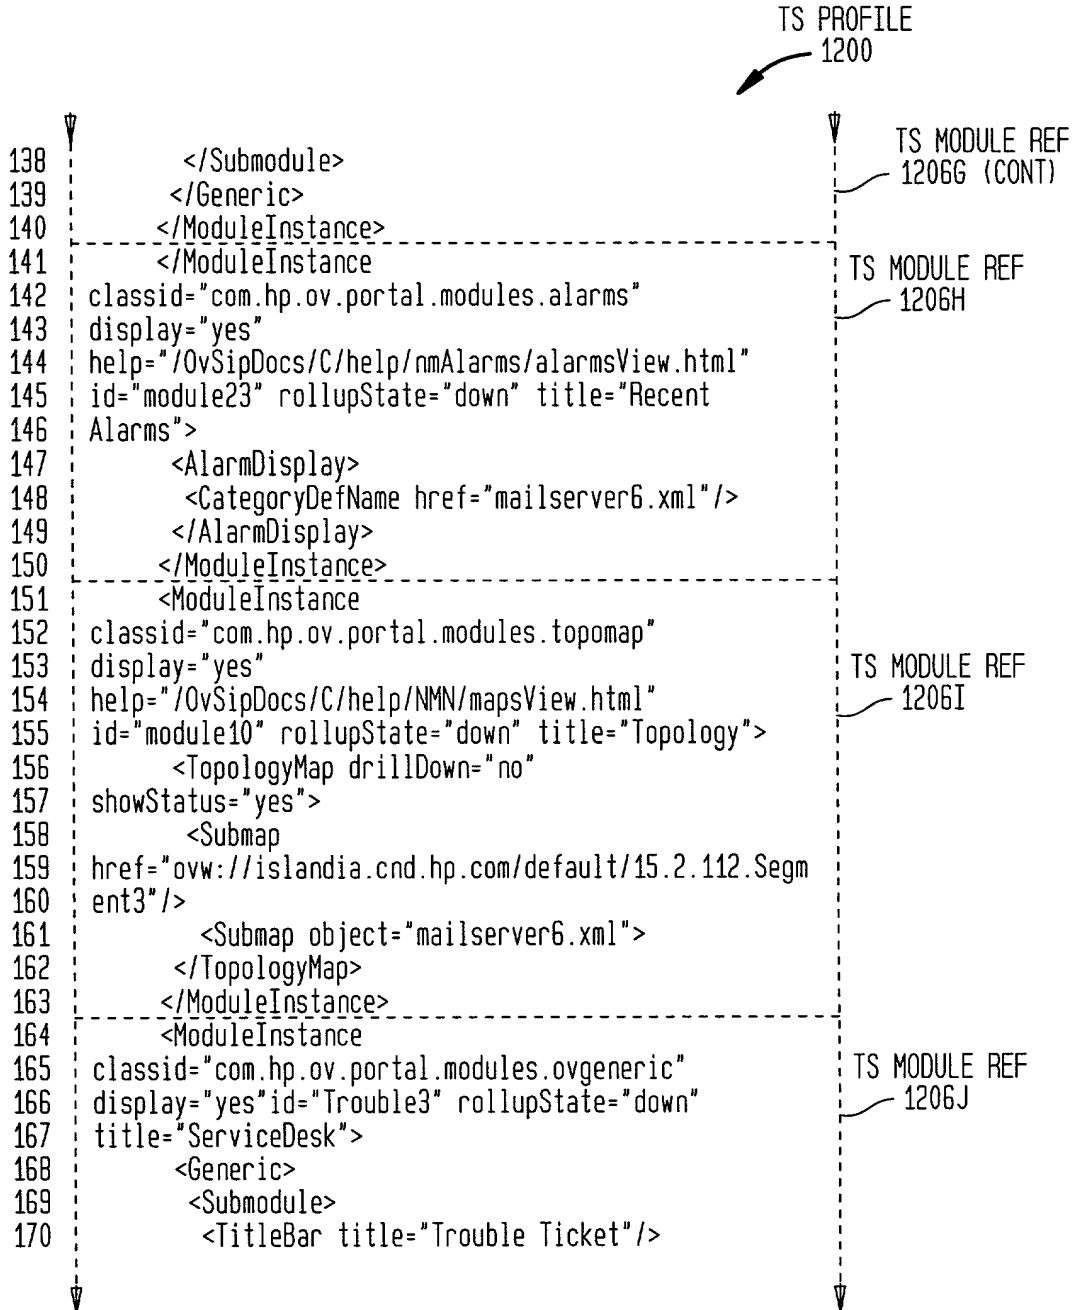 TS PROFILE
1200
138 </Submodule>
TS MODULE REF
1206G (CONT)
139 </Generic>
140 </ModuleInstance>
141 </ModuleInstance
TS MODULE REF
1206H
142 classid="com.hp.ov.portal.modules.alarms"
143 display="yes"
144 help="/OvSipDocs/C/help/nmAlarms/alarmsView.html"
145 id="module23" rollupState="down" title="Recent
146 Alarms">
147 <AlarmDisplay>
148 <CategoryDefName href="mailserver6.xml"/>
149 </AlarmDisplay>
150 </ModuleInstance>
151 <ModuleInstance
152 classid="com.hp.ov.portal.modules.topomap"
153 display="yes"
TS MODULE REF
1206I
154 help="/OvSipDocs/C/help/NMN/mapsView.html"
155 id="module10" rollupState="down" title="Topology">
156 <TopologyMap drillDown="no"
157 showStatus="yes">
158 <Submap
159 href="ovw://islandia.cnd.hp.com/default/15.2.112.Segm
160 ent3"/>
161 <Submap object="mailserver6.xml">
162 </TopologyMap>
163 </ModuleInstance>
164 <ModuleInstance
165 classid="com.hp.ov.portal.modules.ovgeneric"
TS MODULE REF
1206J
166 display="yes"id="Trouble3" rollupState="down"
167 title="ServiceDesk">
168 <Generic>
169 <Submodule>
170 <TitleBar title="Trouble Ticket"/>